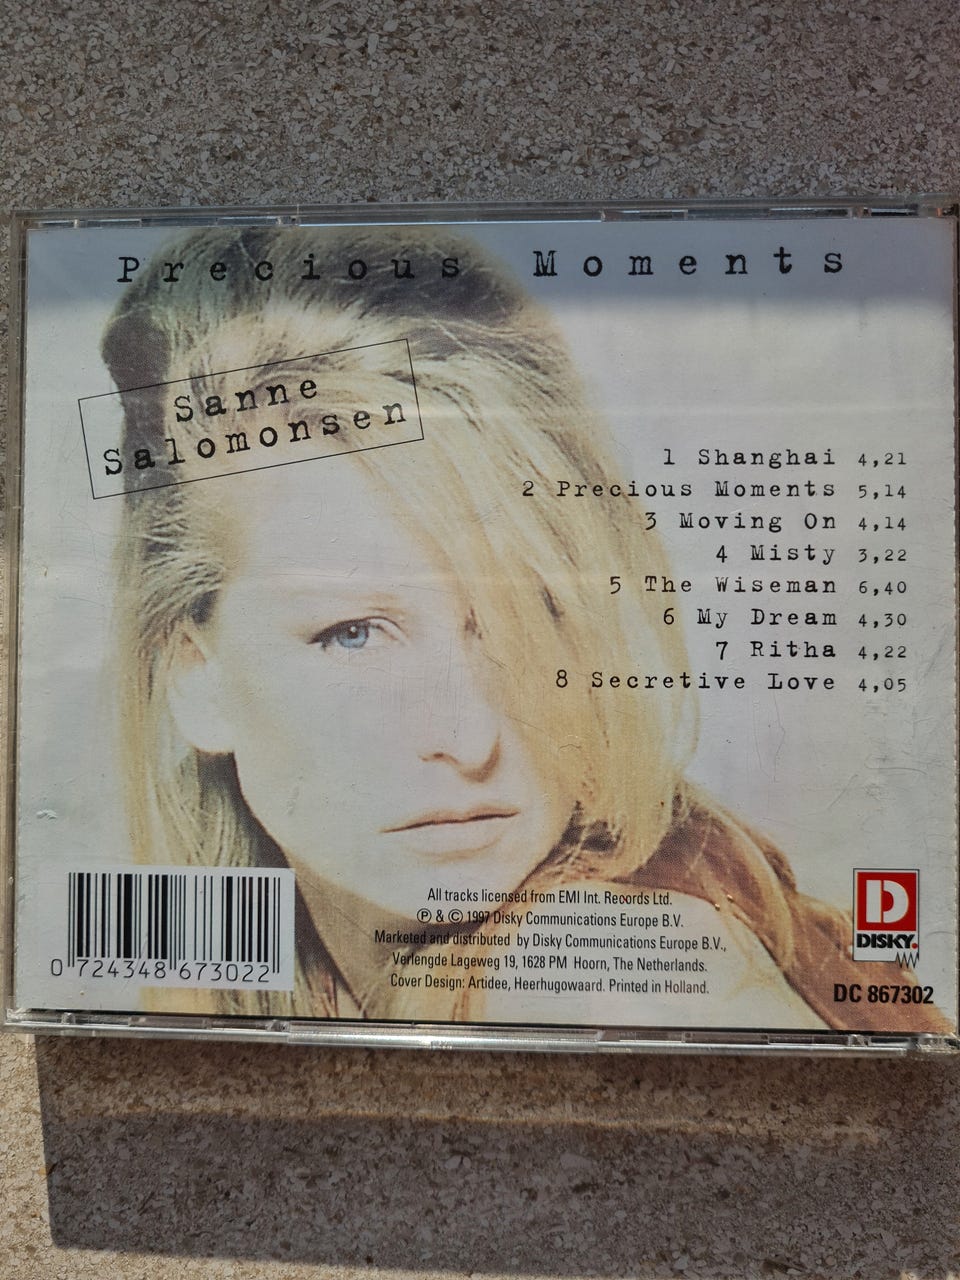 Precious Moments
Sanne
Salomonsen
1 Shanghai 4,21
2 Precious Moments 5,14
3 Moving On 4,14
4 Misty 3,22
5 The Wiseman 6,40
6 My Dream 4,30
7 Ritha 4,22
8 Secretive Love 4,05
All tracks licensed from EMI Int. Records Ltd.
Ⓟ & © 1997 Disky Communications Europe B.V.
Marketed and distributed by Disky Communications Europe B.V.,
Verlengde Lageweg 19, 1628 PM Hoorn, The Netherlands.
Cover Design: Artidee, Heerhugowaard. Printed in Holland.
0 724348 673022
D
DISKY.
DC 867302